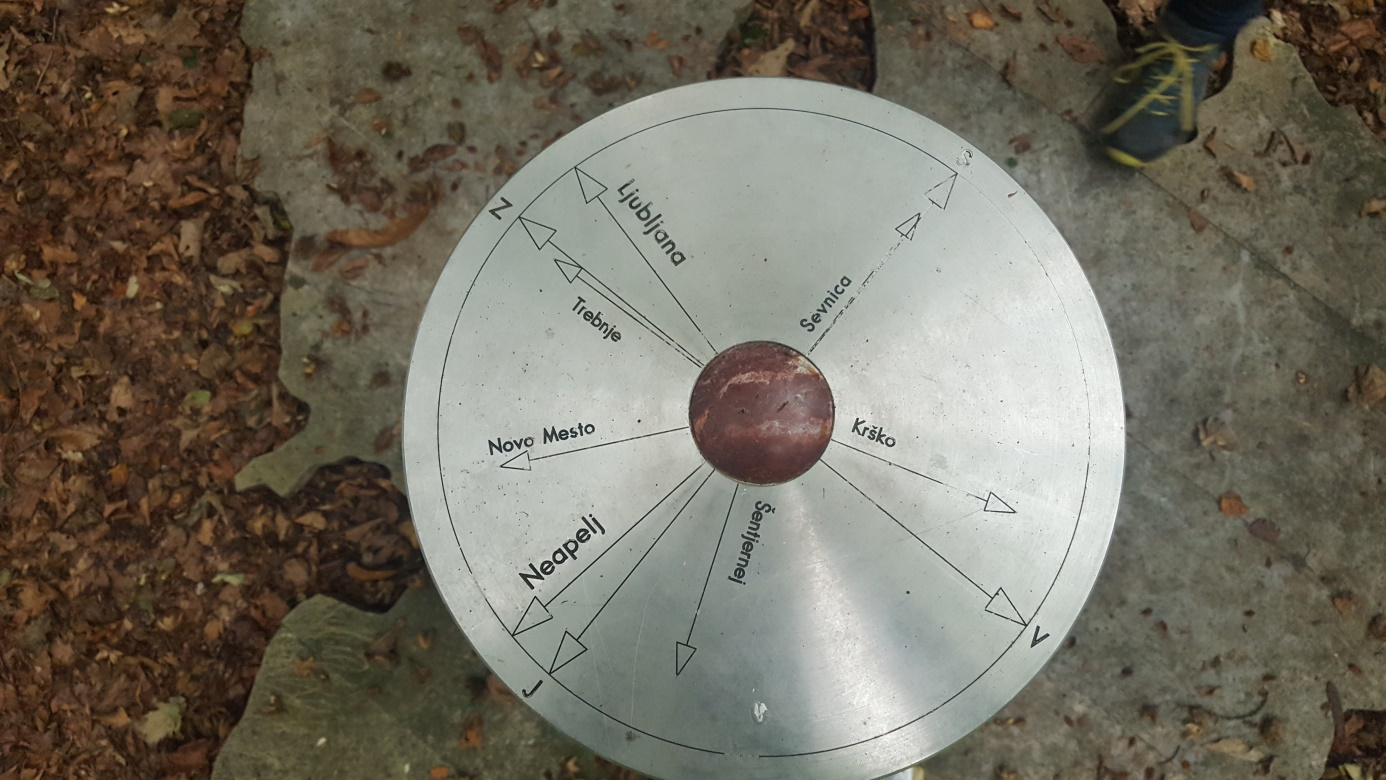 S
Ljubljana
Z
Sevnica
Trebnje
Novo Mesto
Krško
Šentjernej
Neapelj
V
J